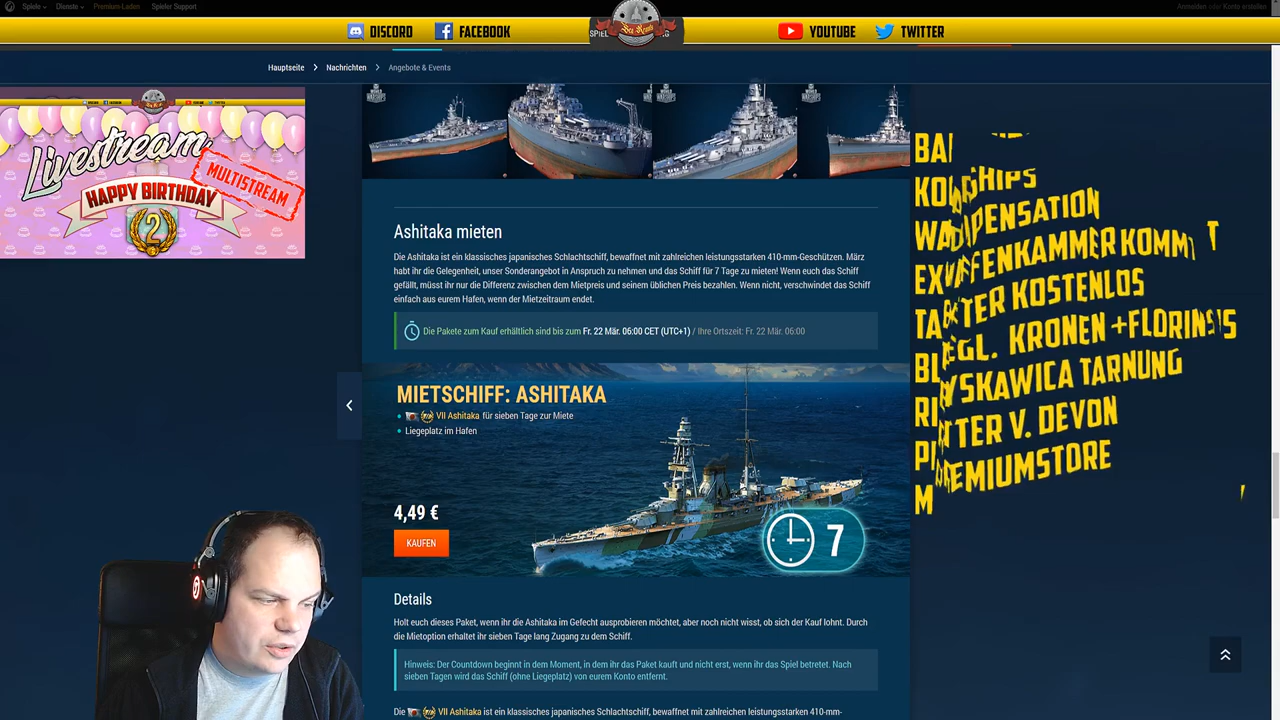 Spiele
Dienste
Premium-Laden
Spieler Support
Anmelden oder Konto erstellen
DISCORD
FACEBOOK
YOUTUBE
TWITTER
Hauptseite
Nachrichten
Angebote & Events
Livestream
MULTISTREAM
HAPPY BIRTHDAY
2
Ashitaka mieten
Die Ashitaka ist ein klassisches japanisches Schlachtschiff, bewaffnet mit zahlreichen leistungsstarken 410-mm-Geschützen. März
habt ihr die Gelegenheit, unser Sonderangebot in Anspruch zu nehmen und das Schiff für 7 Tage zu mieten! Wenn euch das Schiff
gefällt, müsst ihr nur die Differenz zwischen dem Mietpreis und seinem üblichen Preis bezahlen. Wenn nicht, verschwindet das Schiff
einfach aus eurem Hafen, wenn der Mietzeitraum endet.
Die Pakete zum Kauf erhältlich sind bis zum Fr. 22 Mär. 06:00 CET (UTC+1) / Ihre Ortszeit: Fr. 22 Mär. 06:00
MIETSCHIFF: ASHITAKA
VII Ashitaka für sieben Tage zur Miete
Liegeplatz im Hafen
4,49 €
KAUFEN
7
Details
Holt euch dieses Paket, wenn ihr die Ashitaka im Gefecht ausprobieren möchtet, aber noch nicht wisst, ob sich der Kauf lohnt. Durch
die Mietoption erhaltet ihr sieben Tage lang Zugang zu dem Schiff.
Hinweis: Der Countdown beginnt in dem Moment, in dem ihr das Paket kauft und nicht erst, wenn ihr das Spiel betretet. Nach
sieben Tagen wird das Schiff (ohne Liegeplatz) von eurem Konto entfernt.
Die VII Ashitaka ist ein klassisches japanisches Schlachtschiff, bewaffnet mit zahlreichen leistungsstarken 410-mm-
KOSTENLOS
KRONEN
TARNUNG
V. DEVON